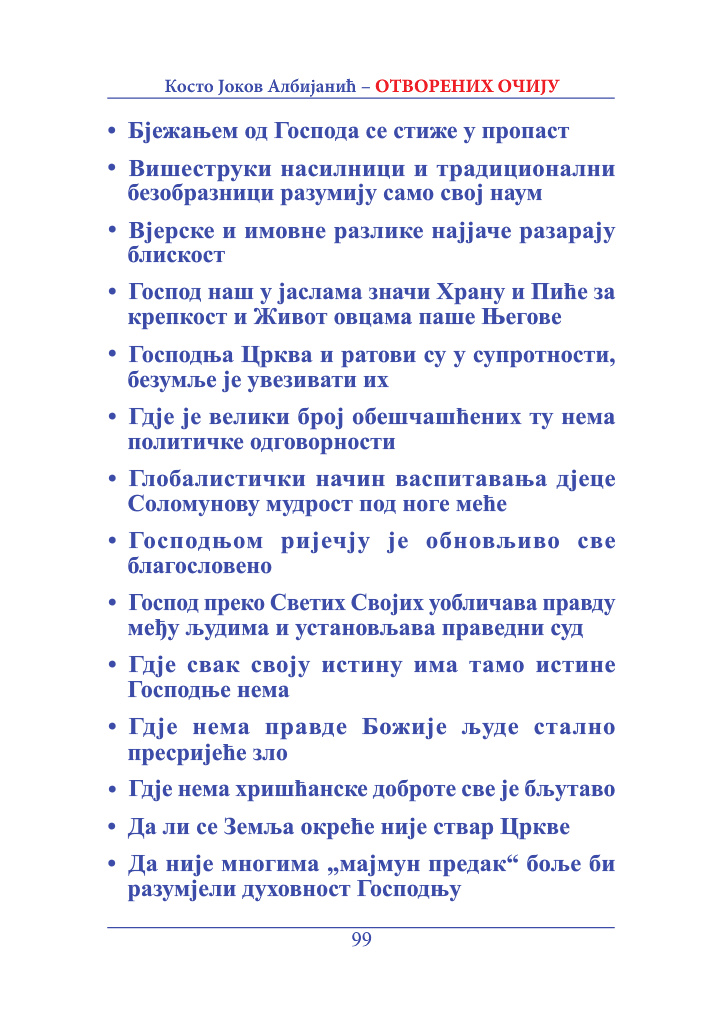 Косто Јоков Албијанић – ОТВОРЕНИХ ОЧИЈУ
• Бјежањем од Господа се стиже у пропаст
• Вишеструки насилници и традиционални
безобразници разумију само свој наум
• Вјерске и имовне разлике најјаче разарају
блискост
• Господ наш у јаслама значи Храну и Пиће за
крепкост и Живот овцама паше Његове
• Господња Црква и ратови су у супротности,
безумље је увезивати их
• Гдје је велики број обешчашћених ту нема
политичке одговорности
• Глобалистички начин васпитавања дјеце
Соломунову мудрост под ноге меће
• Господњом ријечју је обновљиво све
благословено
• Господ преко Светих Својих уобличава правду
међу људима и установљава праведни суд
• Гдје свак своју истину има тамо истине
Господње нема
• Гдје нема правде Божије људе стално
пресријеће зло
• Гдје нема хришћанске доброте све је бљутаво
• Да ли се Земља окреће није ствар Цркве
• Да није многима „мајмун предак“ боље би
разумјели духовност Господњу
99